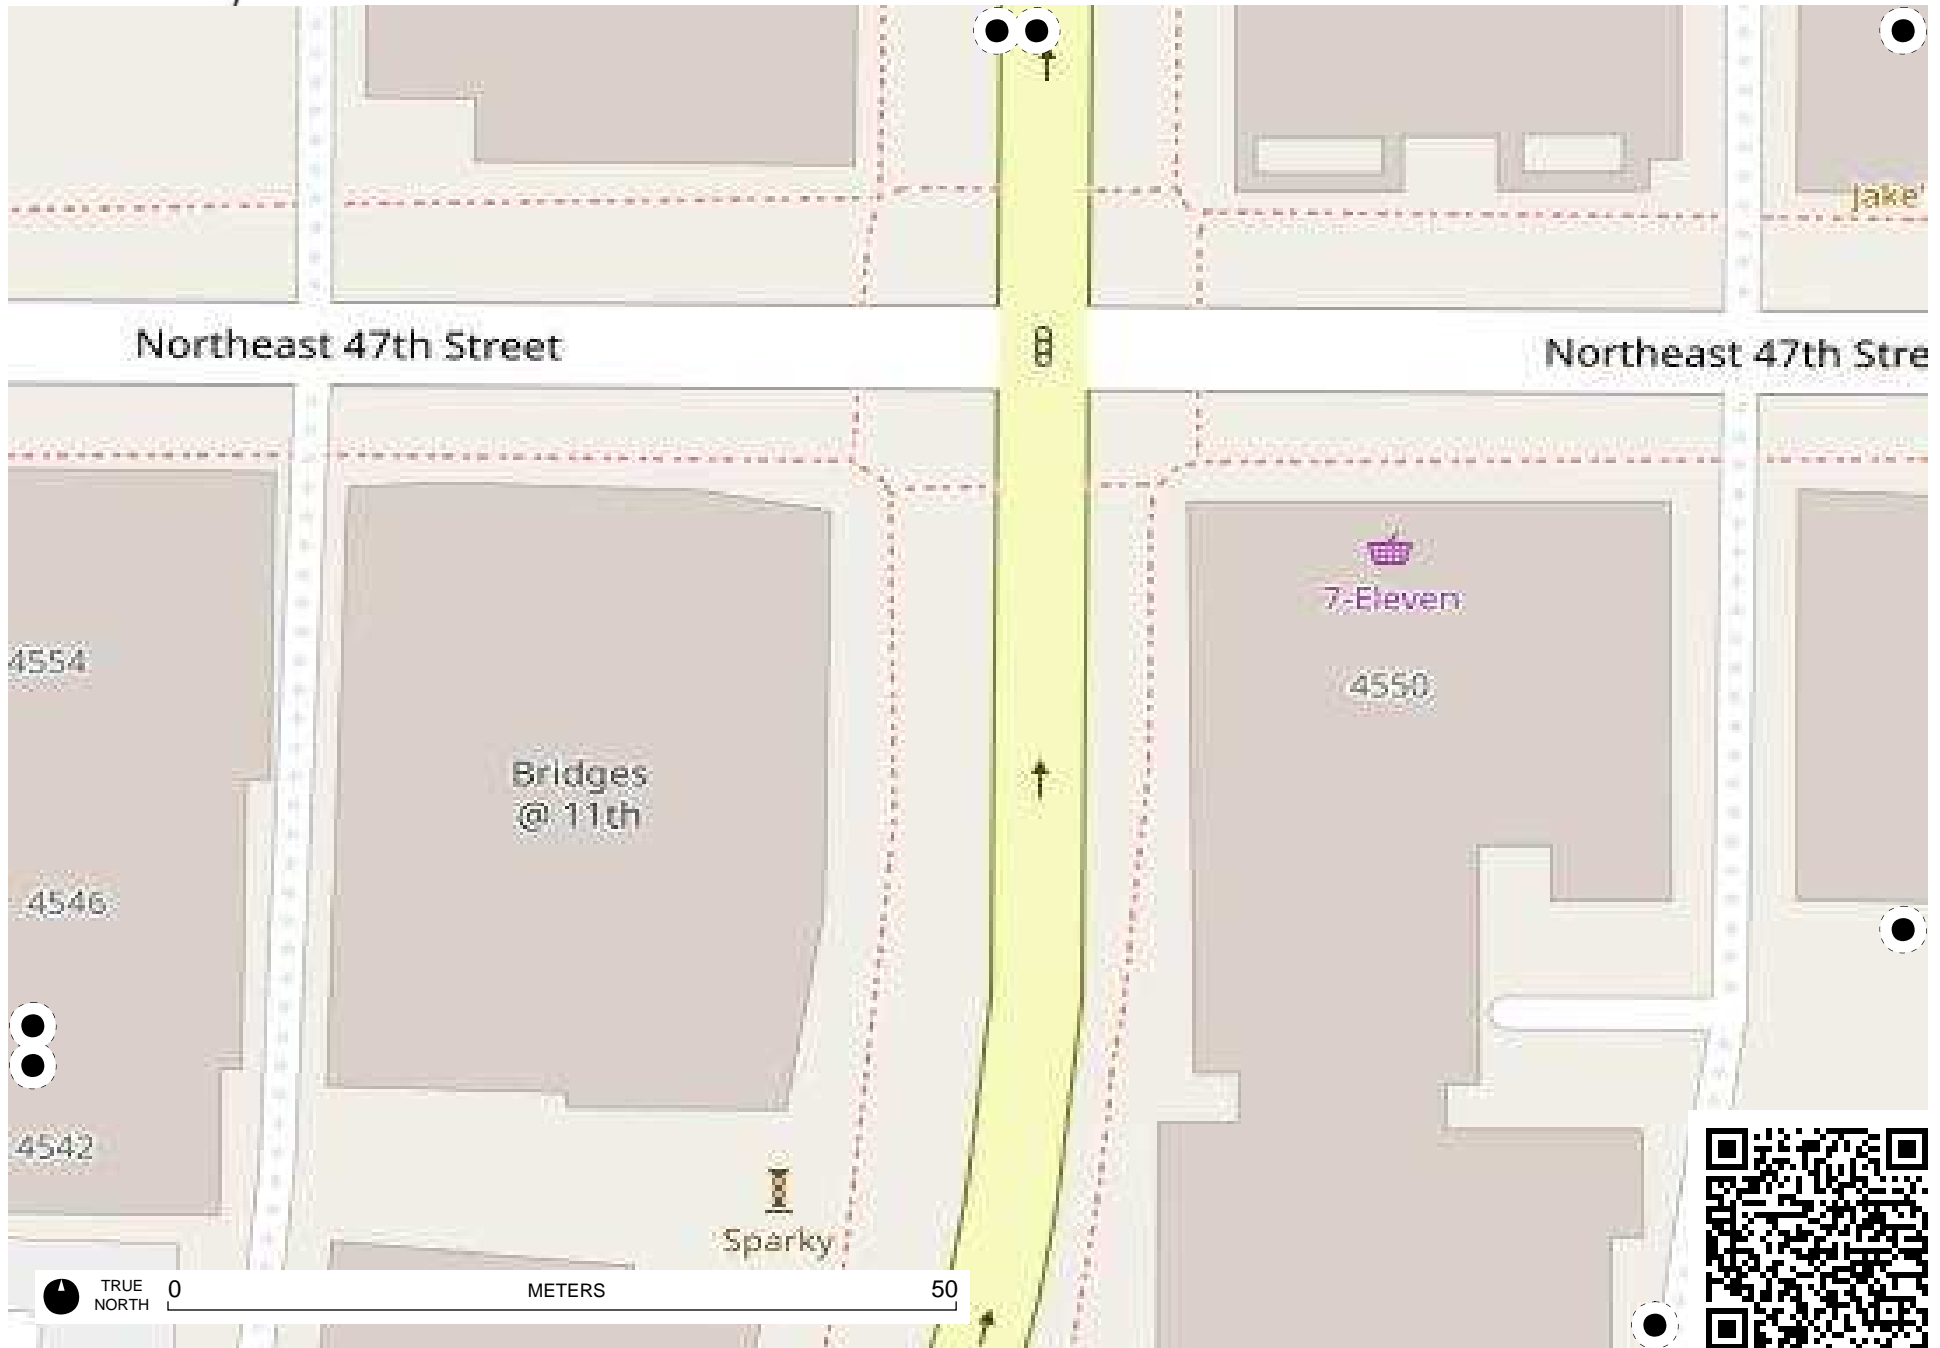 Northeast 47th Street
Northeast 47th Stre
Jake'
7-Eleven
4554
4550
Bridges
@ 11th
4546
4542
Sparky
TRUE
NORTH
0
METERS
50